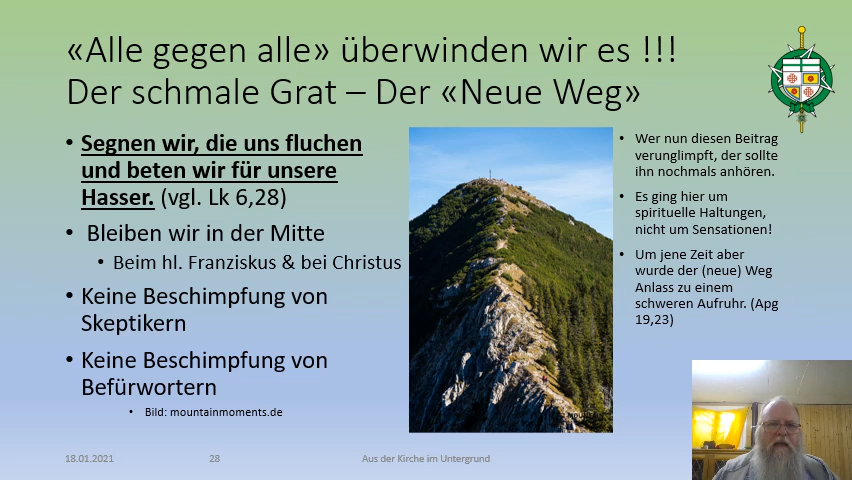 «Alle gegen alle» überwinden wir es !!!
Der schmale Grat – Der «Neue Weg»
• Segnen wir, die uns fluchen
und beten wir für unsere
Hasser. (vgl. Lk 6,28)
• Bleiben wir in der Mitte
• Beim hl. Franziskus & bei Christus
• Keine Beschimpfung von
Skeptikern
• Keine Beschimpfung von
Befürwortern
• Bild: mountainmoments.de
• Wer nun diesen Beitrag
verunglimpft, der sollte
ihn nochmals anhören.
• Es ging hier um
spirituelle Haltungen,
nicht um Sensationen!
• Um jene Zeit aber
wurde der (neue) Weg
Anlass zu einem
schweren Aufruhr. (Apg
19,23)
18.01.2021
28
Aus der Kirche im Untergrund